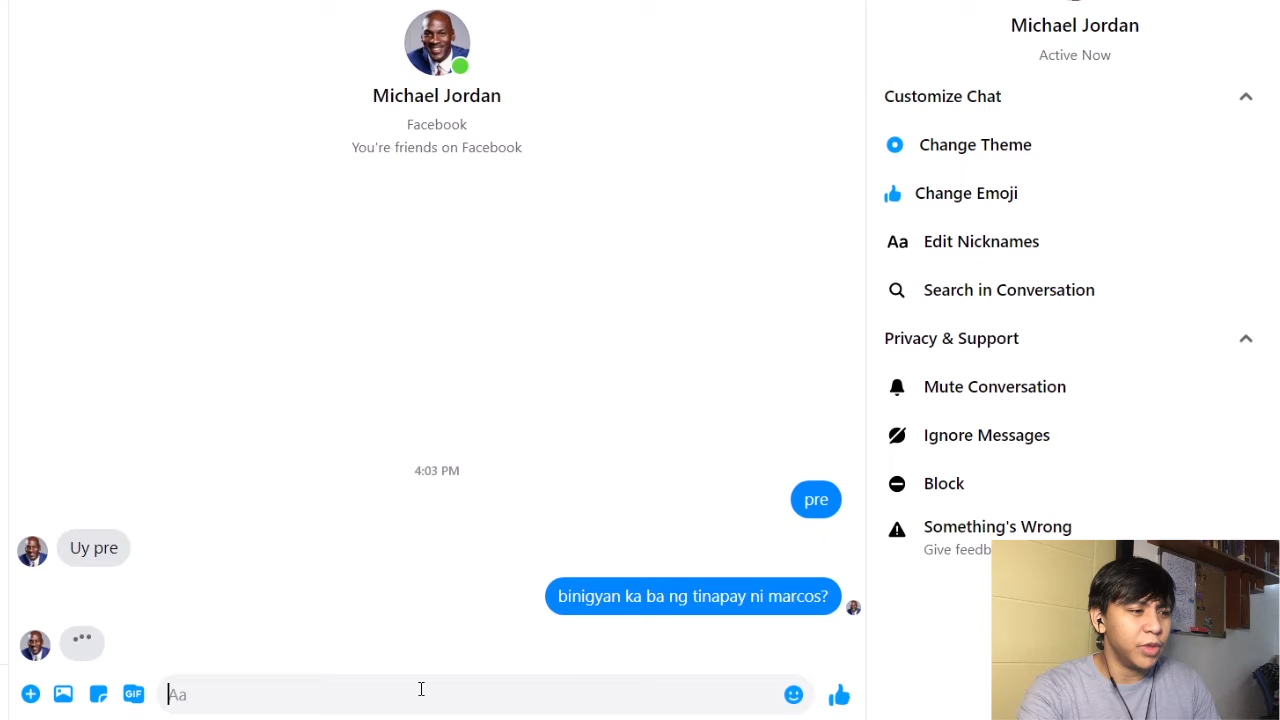 Michael Jordan
Facebook
You're friends on Facebook
4:03 PM
pre
Uy pre
binigyan ka ba ng tinapay ni marcos?
GIF
Aa
Michael Jordan
Active Now
Customize Chat
Change Theme
Change Emoji
Aa Edit Nicknames
Search in Conversation
Privacy & Support
Mute Conversation
Ignore Messages
Block
Something's Wrong
Give